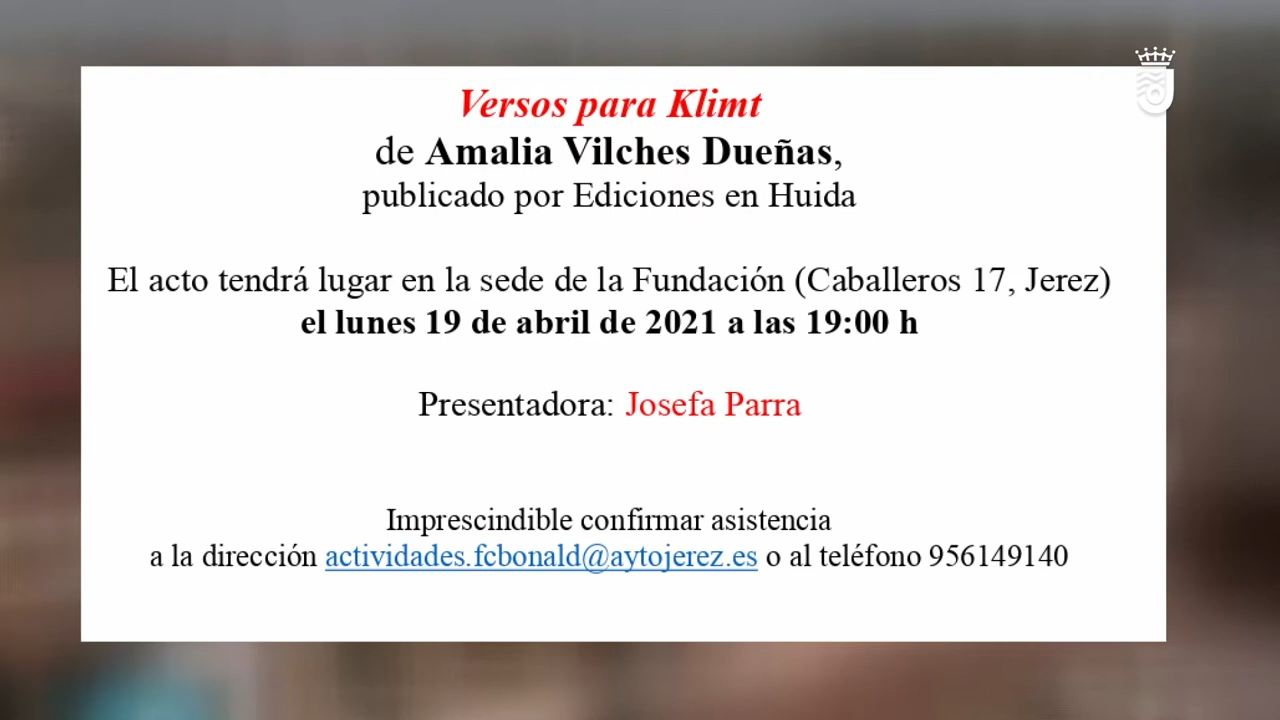 Versos para Klimt
de Amalia Vilches Dueñas,
publicado por Ediciones en Huida
El acto tendrá lugar en la sede de la Fundación (Caballeros 17, Jerez)
el lunes 19 de abril de 2021 a las 19:00 h
Presentadora: Josefa Parra
Imprescindible confirmar asistencia
a la dirección actividades.fcbonald@aytojerez.es o al teléfono 956149140